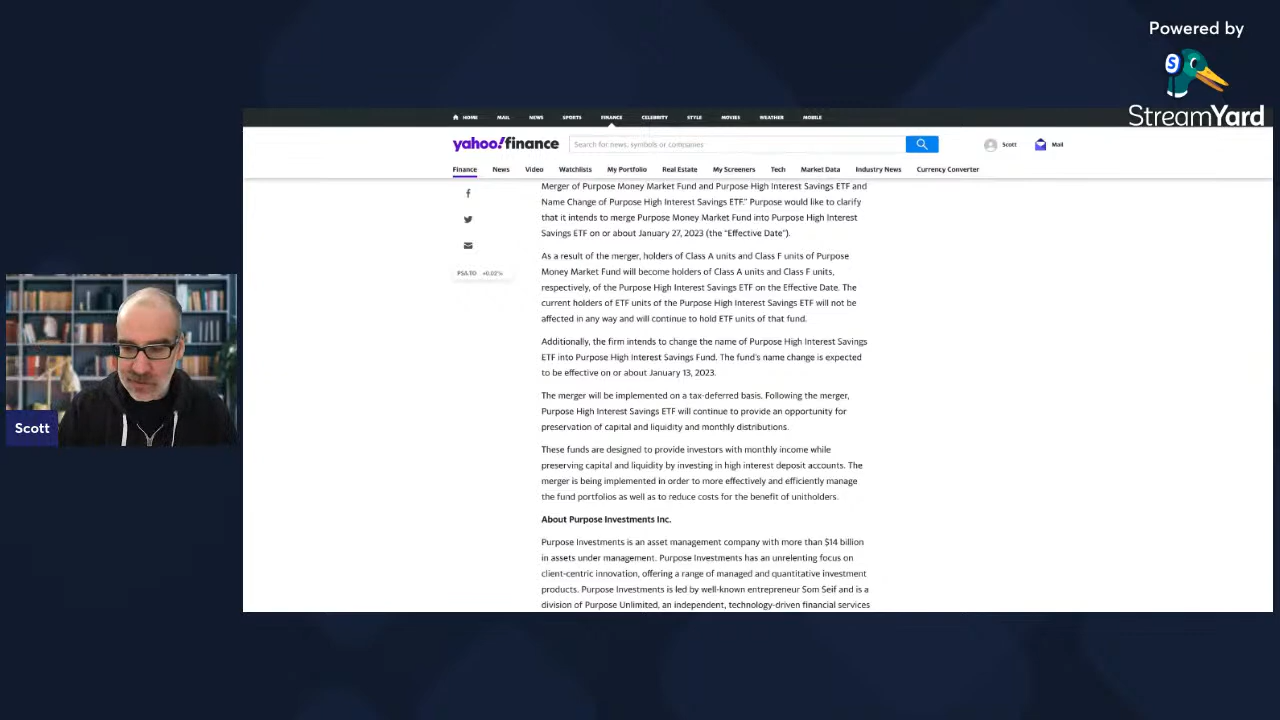 Powered by
S
StreamYard
HOME MAIL NEWS SPORTS FINANCE CELEBRITY STYLE MOVIES WEATHER MOBILE
yahoo!finance
Search for news, symbols or companies
Scott
Mail
Finance News Video Watchlists My Portfolio Real Estate My Screeners Tech Market Data Industry News Currency Converter
Merger of Purpose Money Market Fund and Purpose High Interest Savings ETF and
Name Change of Purpose High Interest Savings ETF.” Purpose would like to clarify
that it intends to merge Purpose Money Market Fund into Purpose High Interest
Savings ETF on or about January 27, 2023 (the “Effective Date”).
PSA.TO +0.02%
As a result of the merger, holders of Class A units and Class F units of Purpose
Money Market Fund will become holders of Class A units and Class F units,
respectively, of the Purpose High Interest Savings ETF on the Effective Date. The
current holders of ETF units of the Purpose High Interest Savings ETF will not be
affected in any way and will continue to hold ETF units of that fund.
Additionally, the firm intends to change the name of Purpose High Interest Savings
ETF into Purpose High Interest Savings Fund. The fund’s name change is expected
to be effective on or about January 13, 2023.
The merger will be implemented on a tax-deferred basis. Following the merger,
Purpose High Interest Savings ETF will continue to provide an opportunity for
preservation of capital and liquidity and monthly distributions.
These funds are designed to provide investors with monthly income while
preserving capital and liquidity by investing in high interest deposit accounts. The
merger is being implemented in order to more effectively and efficiently manage
the fund portfolios as well as to reduce costs for the benefit of unitholders.
About Purpose Investments Inc.
Purpose Investments is an asset management company with more than $14 billion
in assets under management. Purpose Investments has an unrelenting focus on
client-centric innovation, offering a range of managed and quantitative investment
products. Purpose Investments is led by well-known entrepreneur Som Seif and is a
division of Purpose Unlimited, an independent, technology-driven financial services
Scott